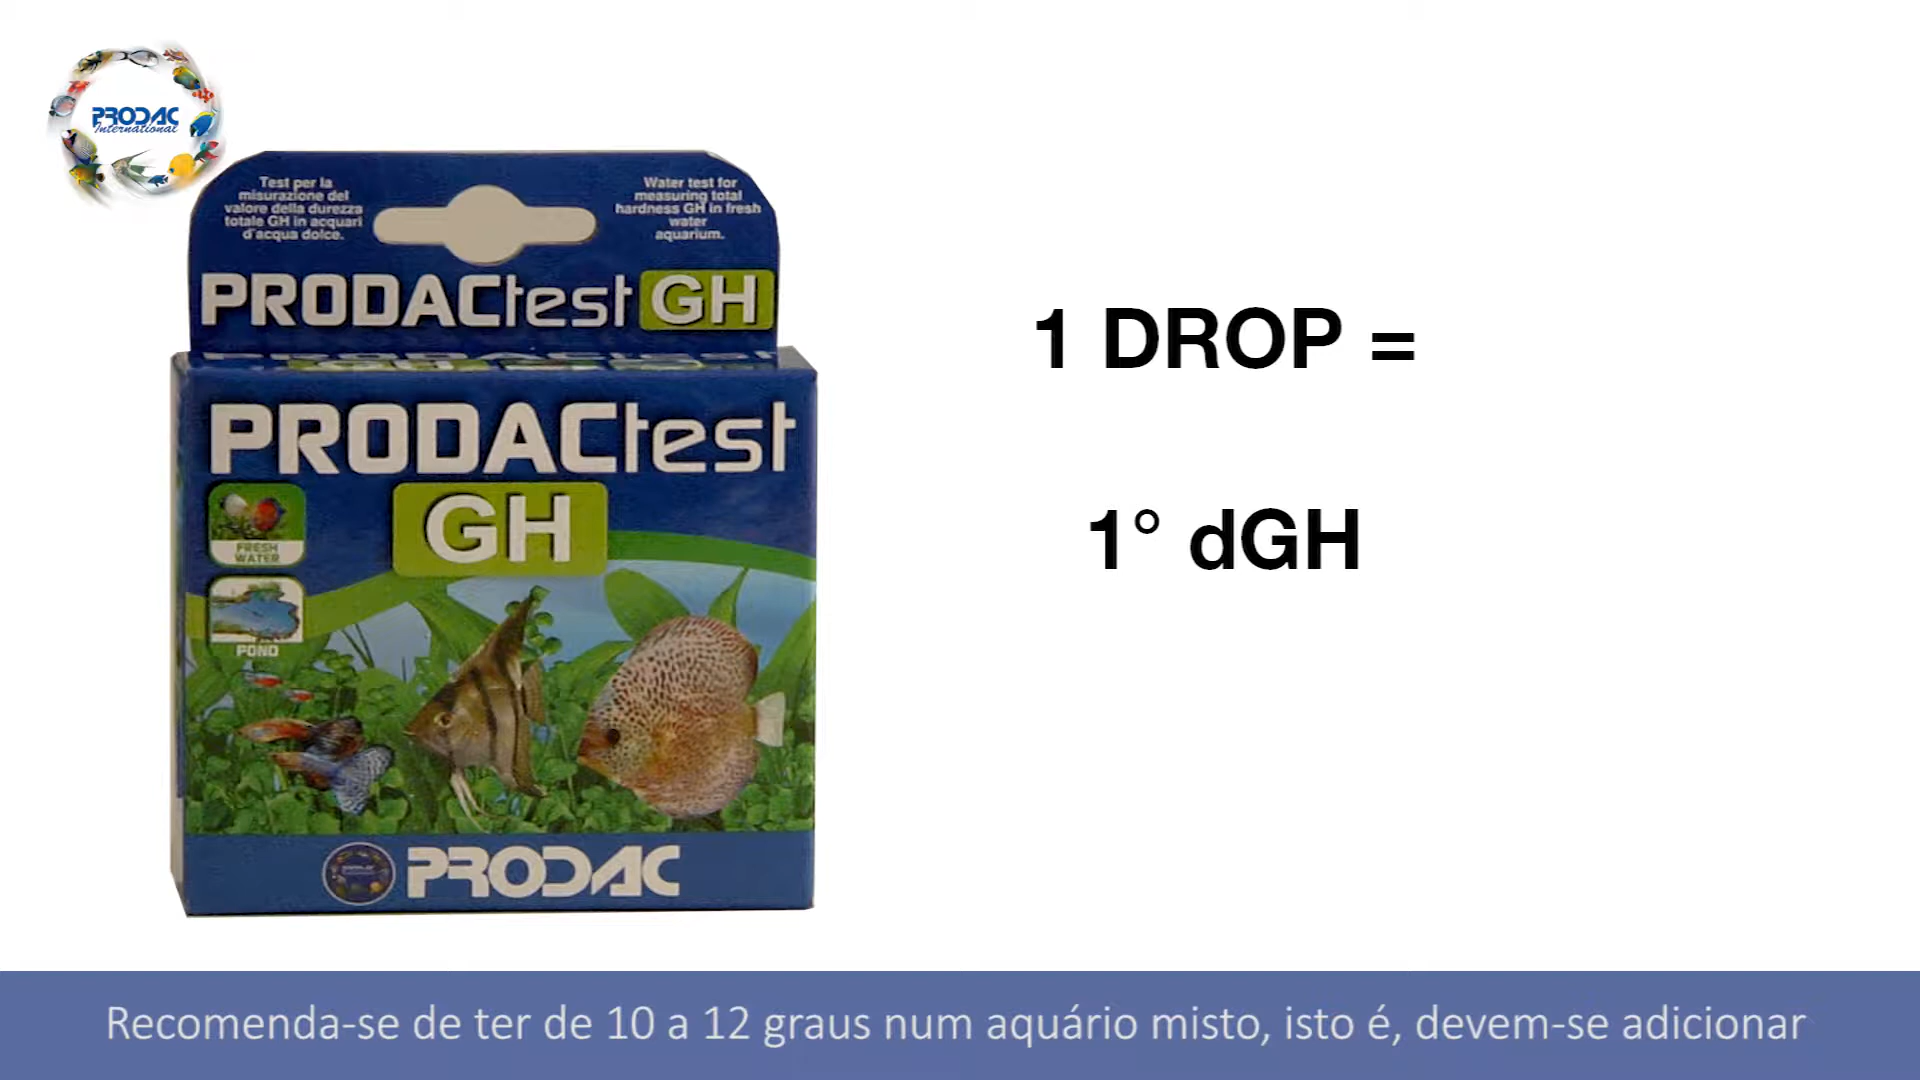 PRODAC
International
Test per la
misurazione del
valore della durezza
totale GH in acquari
d'acqua dolce.
Water test for
measuring total
hardness GH in fresh
water
aquarium.
PRODACtest GH
PRODACtest
GH
FRESH
WATER
POND
PRODAC
1 DROP =
1° dGH
Recomenda-se de ter de 10 a 12 graus num aquário misto, isto é, devem-se adicionar